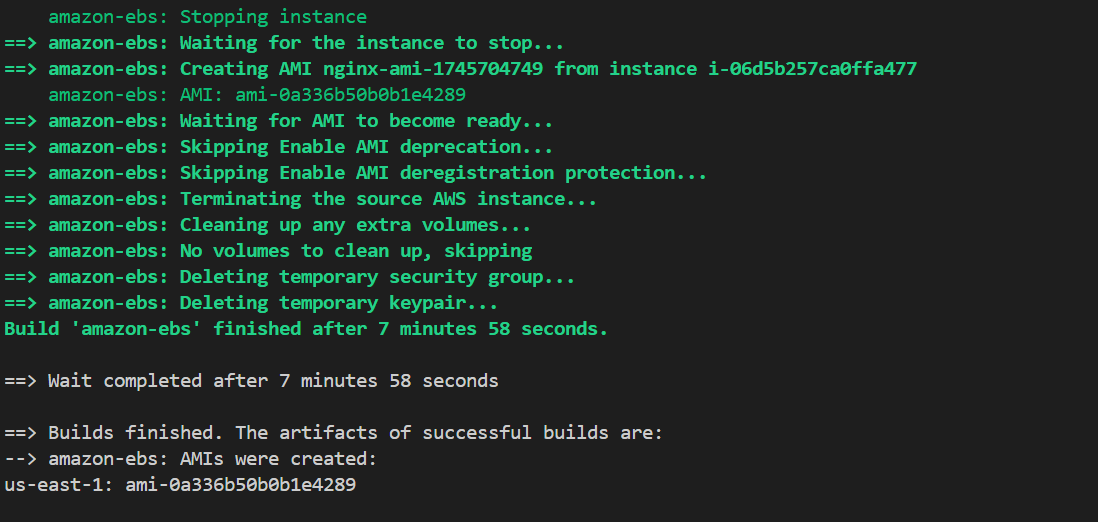 amazon-ebs: Stopping instance
==> amazon-ebs: Waiting for the instance to stop...
==> amazon-ebs: Creating AMI nginx-ami-1745704749 from instance i-06d5b257ca0ffa477
amazon-ebs: AMI: ami-0a336b50b0b1e4289
==> amazon-ebs: Waiting for AMI to become ready...
==> amazon-ebs: Skipping Enable AMI deprecation...
==> amazon-ebs: Skipping Enable AMI deregistration protection...
==> amazon-ebs: Terminating the source AWS instance...
==> amazon-ebs: Cleaning up any extra volumes...
==> amazon-ebs: No volumes to clean up, skipping
==> amazon-ebs: Deleting temporary security group...
==> amazon-ebs: Deleting temporary keypair...
Build 'amazon-ebs' finished after 7 minutes 58 seconds.
==> Wait completed after 7 minutes 58 seconds
==> Builds finished. The artifacts of successful builds are:
--> amazon-ebs: AMIs were created:
us-east-1: ami-0a336b50b0b1e4289